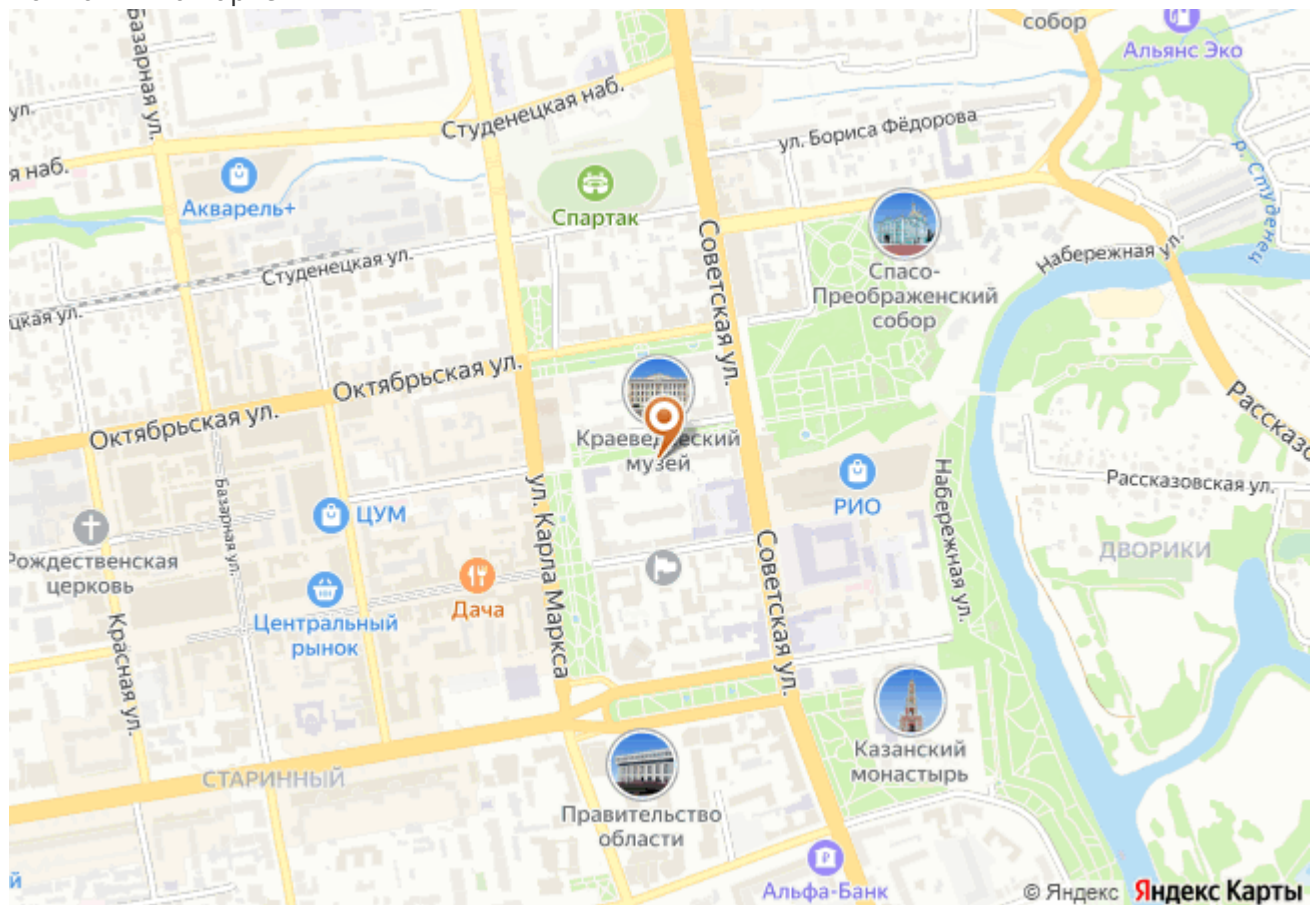 собор
Альянс Эко
Базарная ул.
ул.
Студенецкая наб.
ул. Бориса Фёдорова
я наб.
Акварель+
Спартак
р. Студенец
Советская ул.
Набережная ул.
Спасо-
Преображенский
собор
Студенецкая ул.
цкая ул.
Октябрьская ул.
Октябрьская ул.
Рассказо
Краеведческий
музей
РИО
Набережная ул.
Рассказовская ул.
ДВОРИКИ
ул. Карла Маркса
Базарная ул.
ЦУМ
Рождественская
церковь
Центральный
рынок
Дача
Советская ул.
Красная ул.
Казанский
монастырь
СТАРИННЫЙ
Правительство
области
Альфа-Банк
й
© Яндекс Яндекс Карты